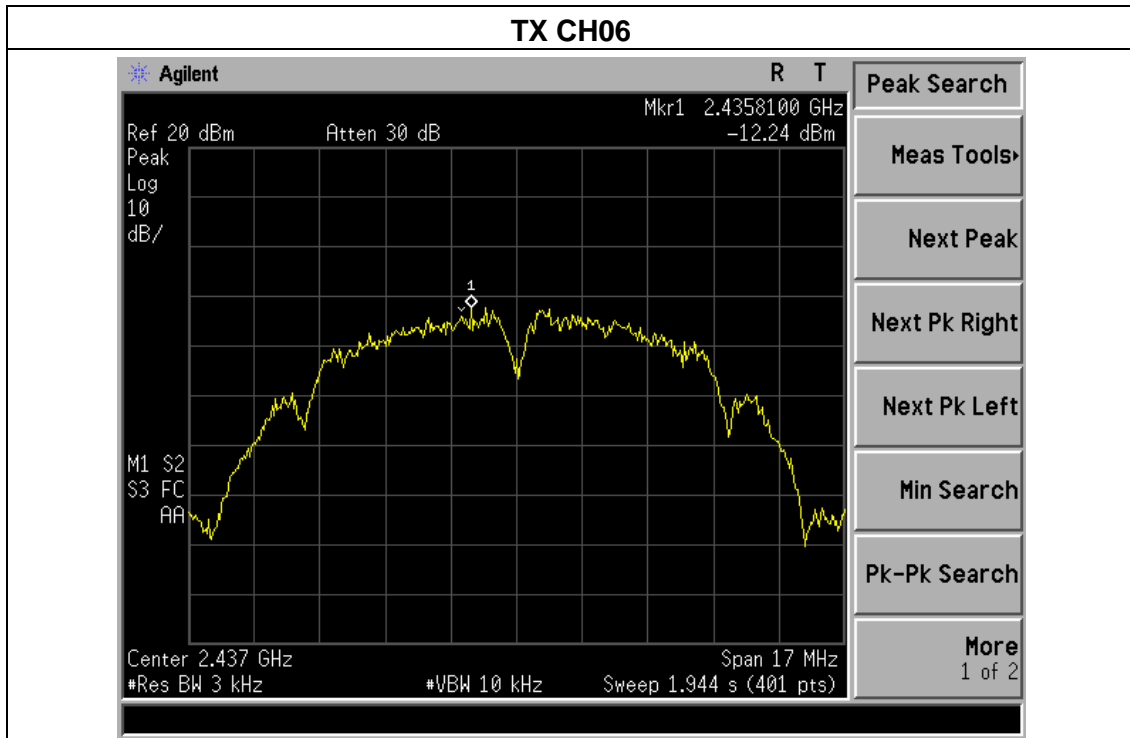 TX CH06
Agilent
R T
Mkr1 2.4358100 GHz
Ref 20 dBm Atten 30 dB -12.24 dBm
Peak
Log
10
dB/
1
M1 S2
S3 FC
AA
Center 2.437 GHz Span 17 MHz
#Res BW 3 kHz #VBW 10 kHz Sweep 1.944 s (401 pts)
Peak Search
Meas Tools
Next Peak
Next Pk Right
Next Pk Left
Min Search
Pk-Pk Search
More
1 of 2